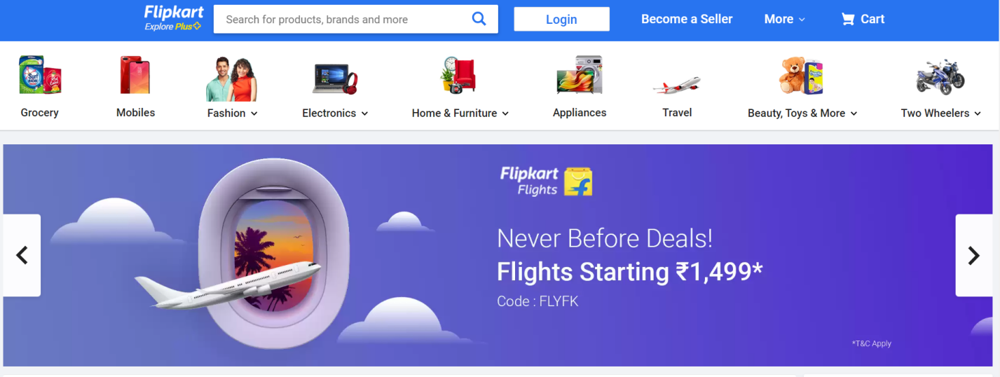 Flipkart
Explore Plus
Search for products, brands and more
Login
Become a Seller
More
Cart
Grocery
Mobiles
Fashion
Electronics
Home & Furniture
Appliances
Travel
Beauty, Toys & More
Two Wheelers
Flipkart
Flights
Never Before Deals!
Flights Starting ₹1,499*
Code : FLYFK
*T&C Apply